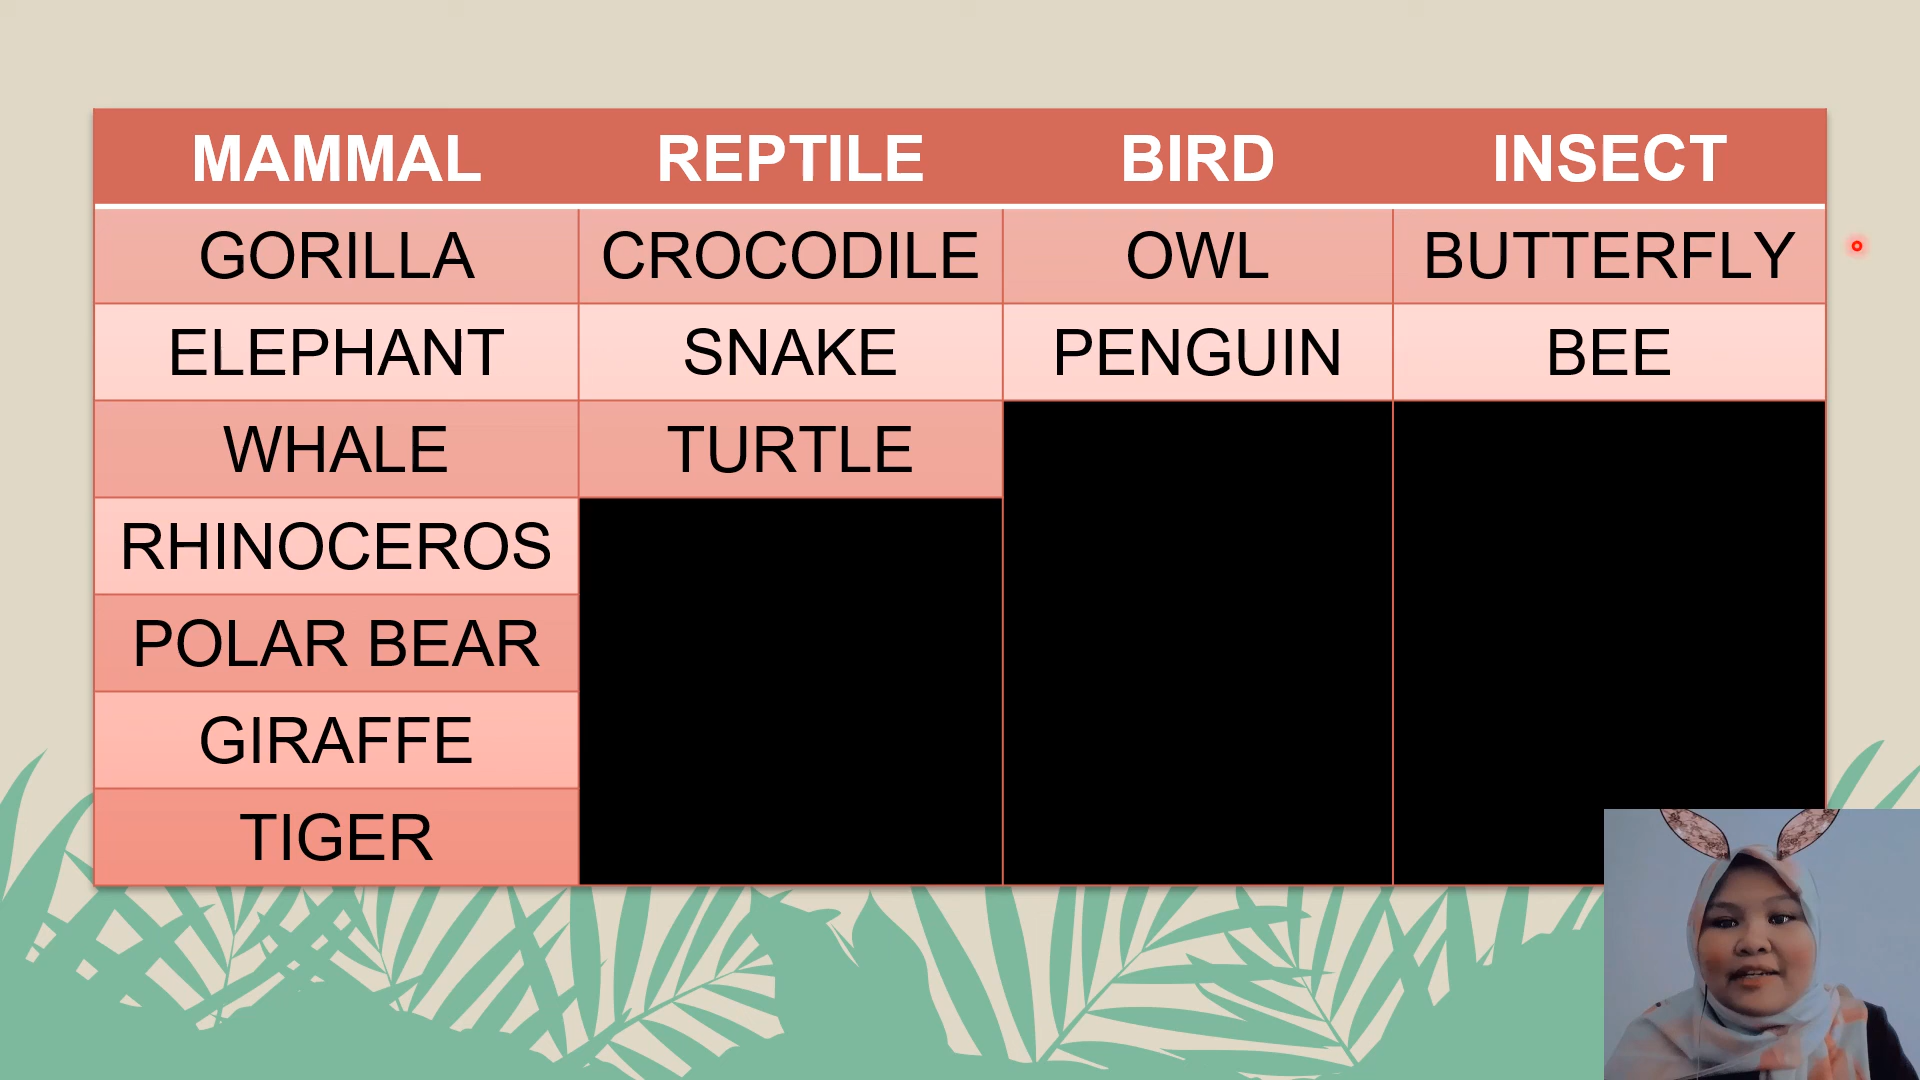 MAMMAL REPTILE BIRD INSECT
GORILLA CROCODILE OWL BUTTERFLY
ELEPHANT SNAKE PENGUIN BEE
WHALE TURTLE
RHINOCEROS
POLAR BEAR
GIRAFFE
TIGER